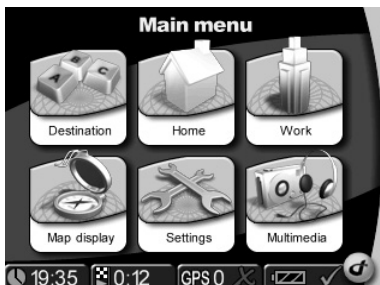 Main menu
A B C
Destination Home Work
Map display Settings Multimedia
19:35 0:12 GPS 0